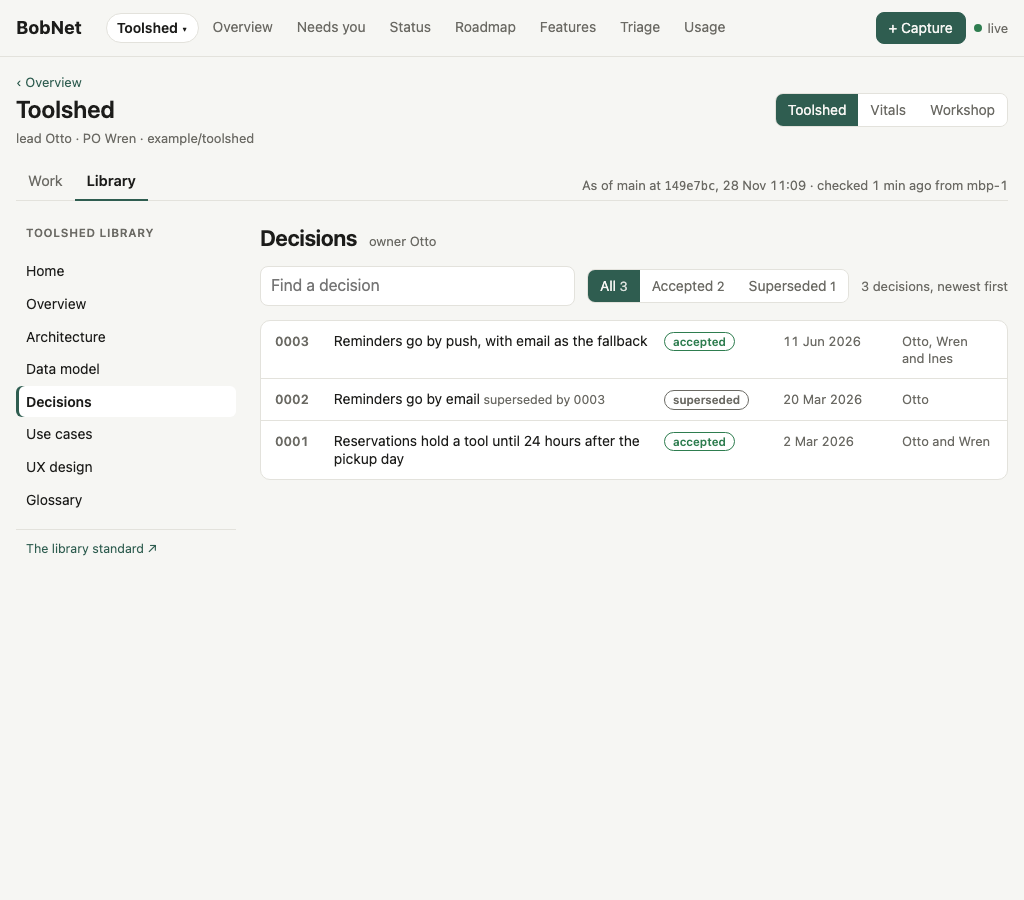 BobNet
Toolshed ▾
Overview
Needs you
Status
Roadmap
Features
Triage
Usage
+ Capture
live
‹ Overview
Toolshed
lead Otto · PO Wren · example/toolshed
Toolshed
Vitals
Workshop
Work
Library
As of main at 149e7bc, 28 Nov 11:09 · checked 1 min ago from mbp-1
TOOLSHED LIBRARY
Home
Overview
Architecture
Data model
Decisions
Use cases
UX design
Glossary
The library standard ↗
Decisions owner Otto
Find a decision
All 3
Accepted 2
Superseded 1
3 decisions, newest first
0003 Reminders go by push, with email as the fallback accepted 11 Jun 2026 Otto, Wren
and Ines
0002 Reminders go by email superseded by 0003 superseded 20 Mar 2026 Otto
0001 Reservations hold a tool until 24 hours after the accepted 2 Mar 2026 Otto and Wren
pickup day